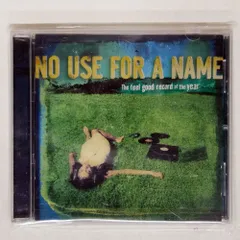 NO USE FOR A NAME
The feel good record of the year